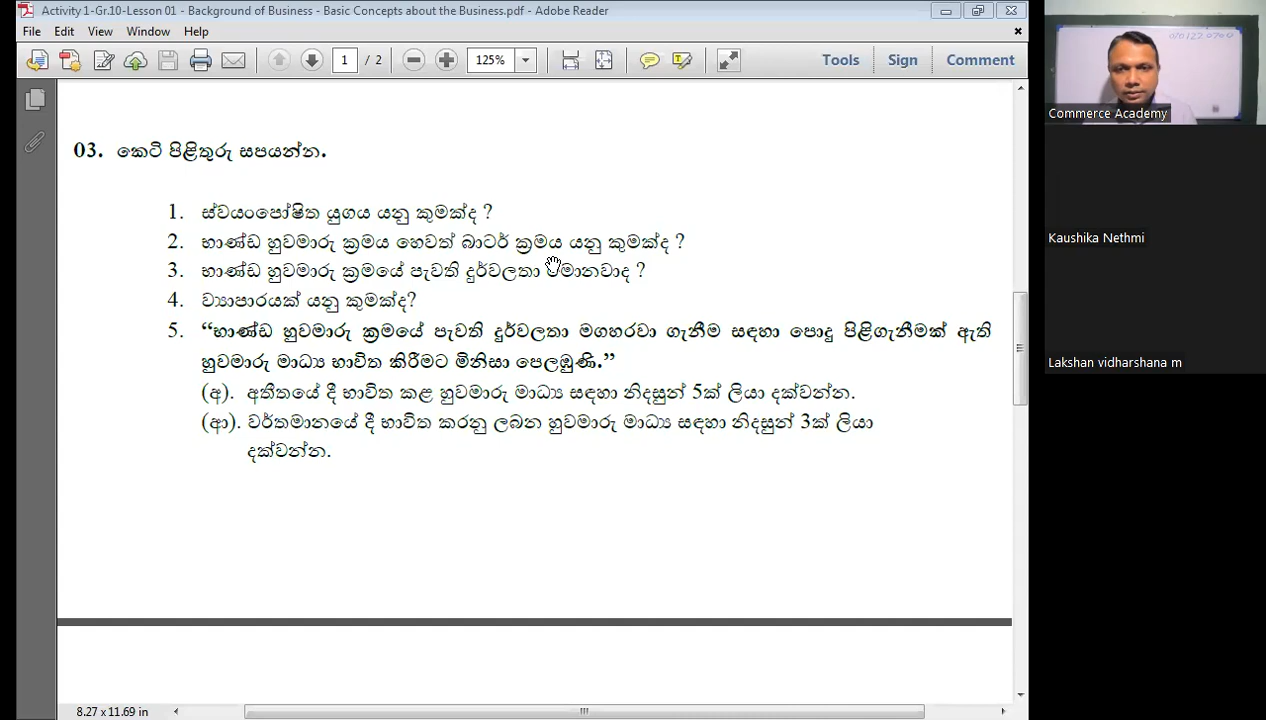 Activity 1-Gr.10-Lesson 01 - Background of Business - Basic Concepts about the Business.pdf - Adobe Reader
File Edit View Window Help
1 / 2 125% Tools Sign Comment
03. කෙටි පිළිතුරු සපයන්න.
1. ස්වයංපෝෂිත යුගය යනු කුමක්ද ?
2. භාණ්ඩ හුවමාරු ක්‍රමය හෙවත් බාටර් ක්‍රමය යනු කුමක්ද ?
3. භාණ්ඩ හුවමාරු ක්‍රමයේ පැවති දුර්වලතා ?
4. ව්‍යාපාරයක් යනු කුමක්ද?
5. “භාණ්ඩ හුවමාරු ක්‍රමයේ පැවති දුර්වලතා මගහරවා ගැනීම සඳහා පොදු පිළිගැනීමක් ඇති
හුවමාරු මාධ්‍ය භාවිත කිරීමට මිනිසා පෙලඹුණි.”
(අ). අතීතයේ දී භාවිත කළ හුවමාරු මාධ්‍ය සඳහා නිදසුන් 5ක් ලියා දක්වන්න.
(ආ). වර්තමානයේ දී භාවිත කරනු ලබන හුවමාරු මාධ්‍ය සඳහා නිදසුන් 3ක් ලියා
දක්වන්න.
8.27 x 11.69 in
Commerce Academy
Kaushika Nethmi
Lakshan vidharshana m